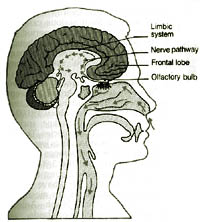 Limbic
system
Nerve pathway
Frontal lobe
Olfactory bulb